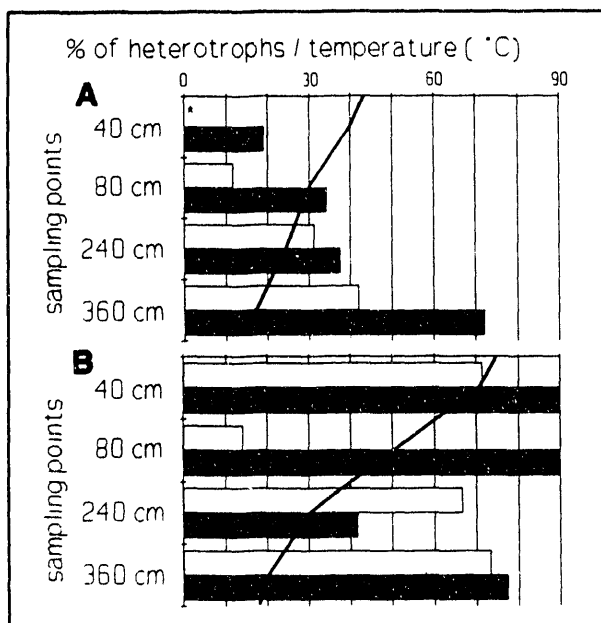 % of heterotrophs / temperature ( °C)
0 30 60 90
A
*
sampling points
40 cm
80 cm
240 cm
360 cm
B
sampling points
40 cm
80 cm
240 cm
360 cm